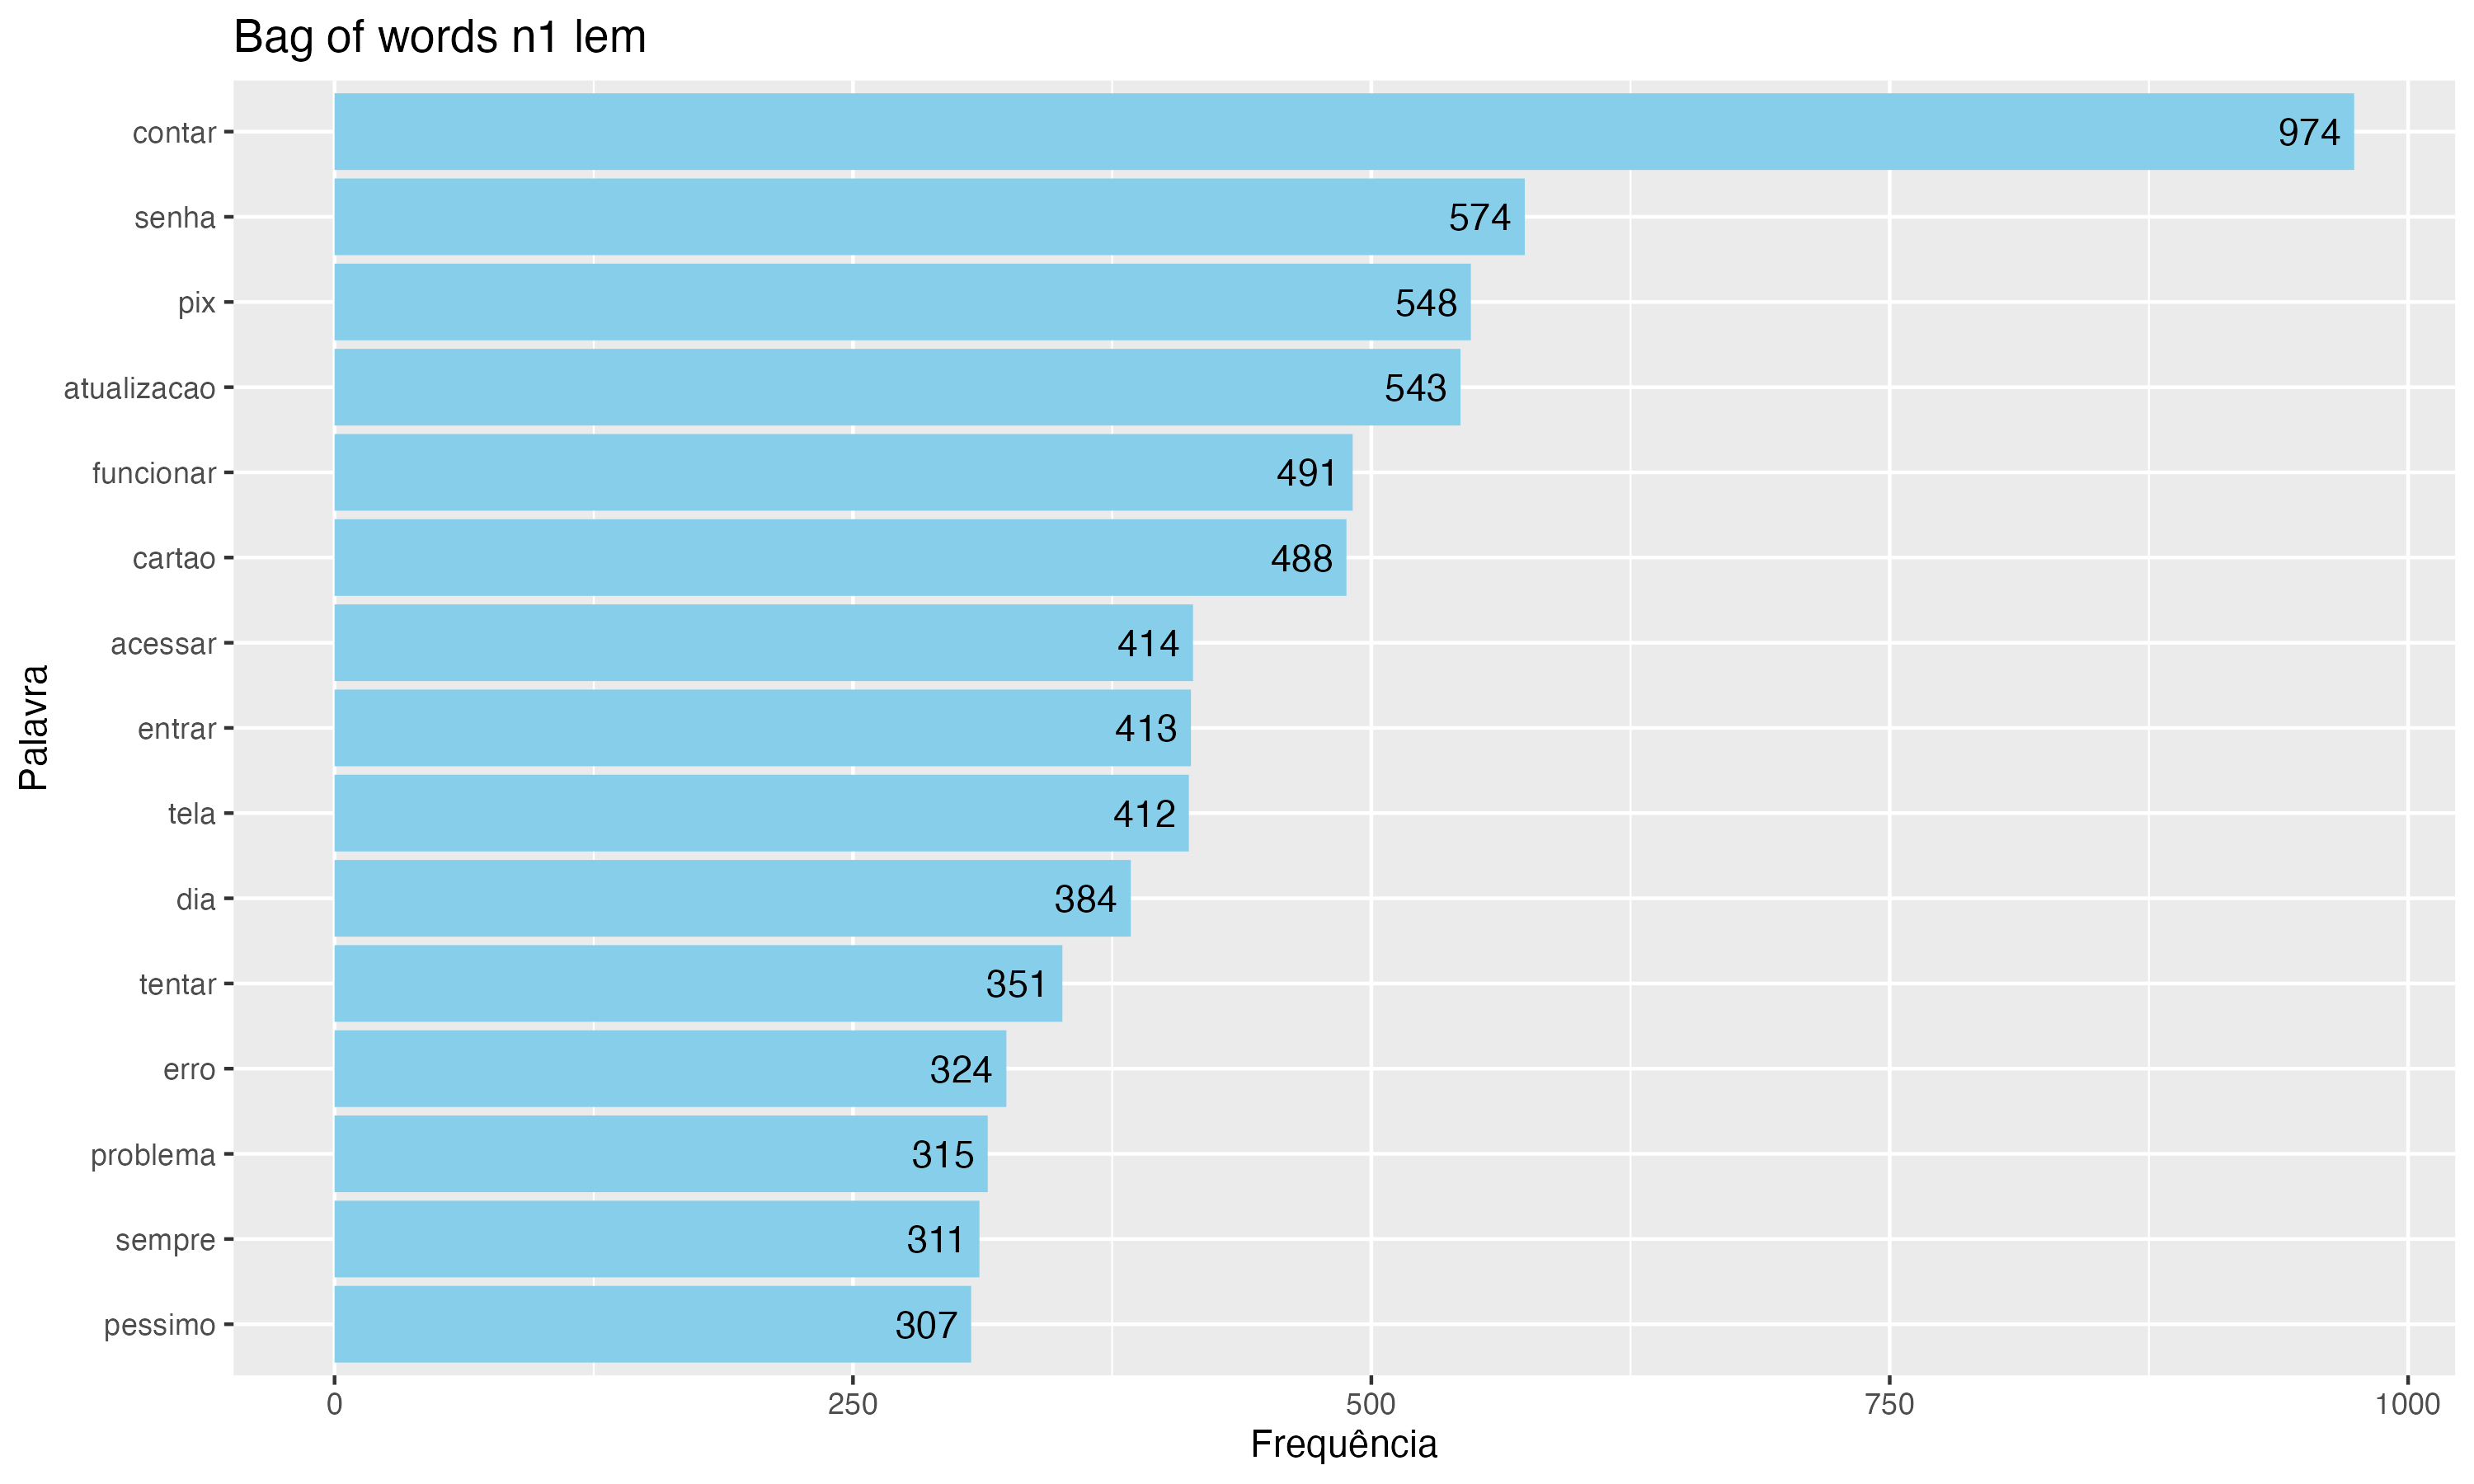 Bag of words n1 lem
contar 974
senha 574
pix 548
atualizacao 543
funcionar 491
cartao 488
acessar 414
entrar 413
tela 412
dia 384
tentar 351
erro 324
problema 315
sempre 311
pessimo 307
Palavra
0 250 500 750 1000
Frequência